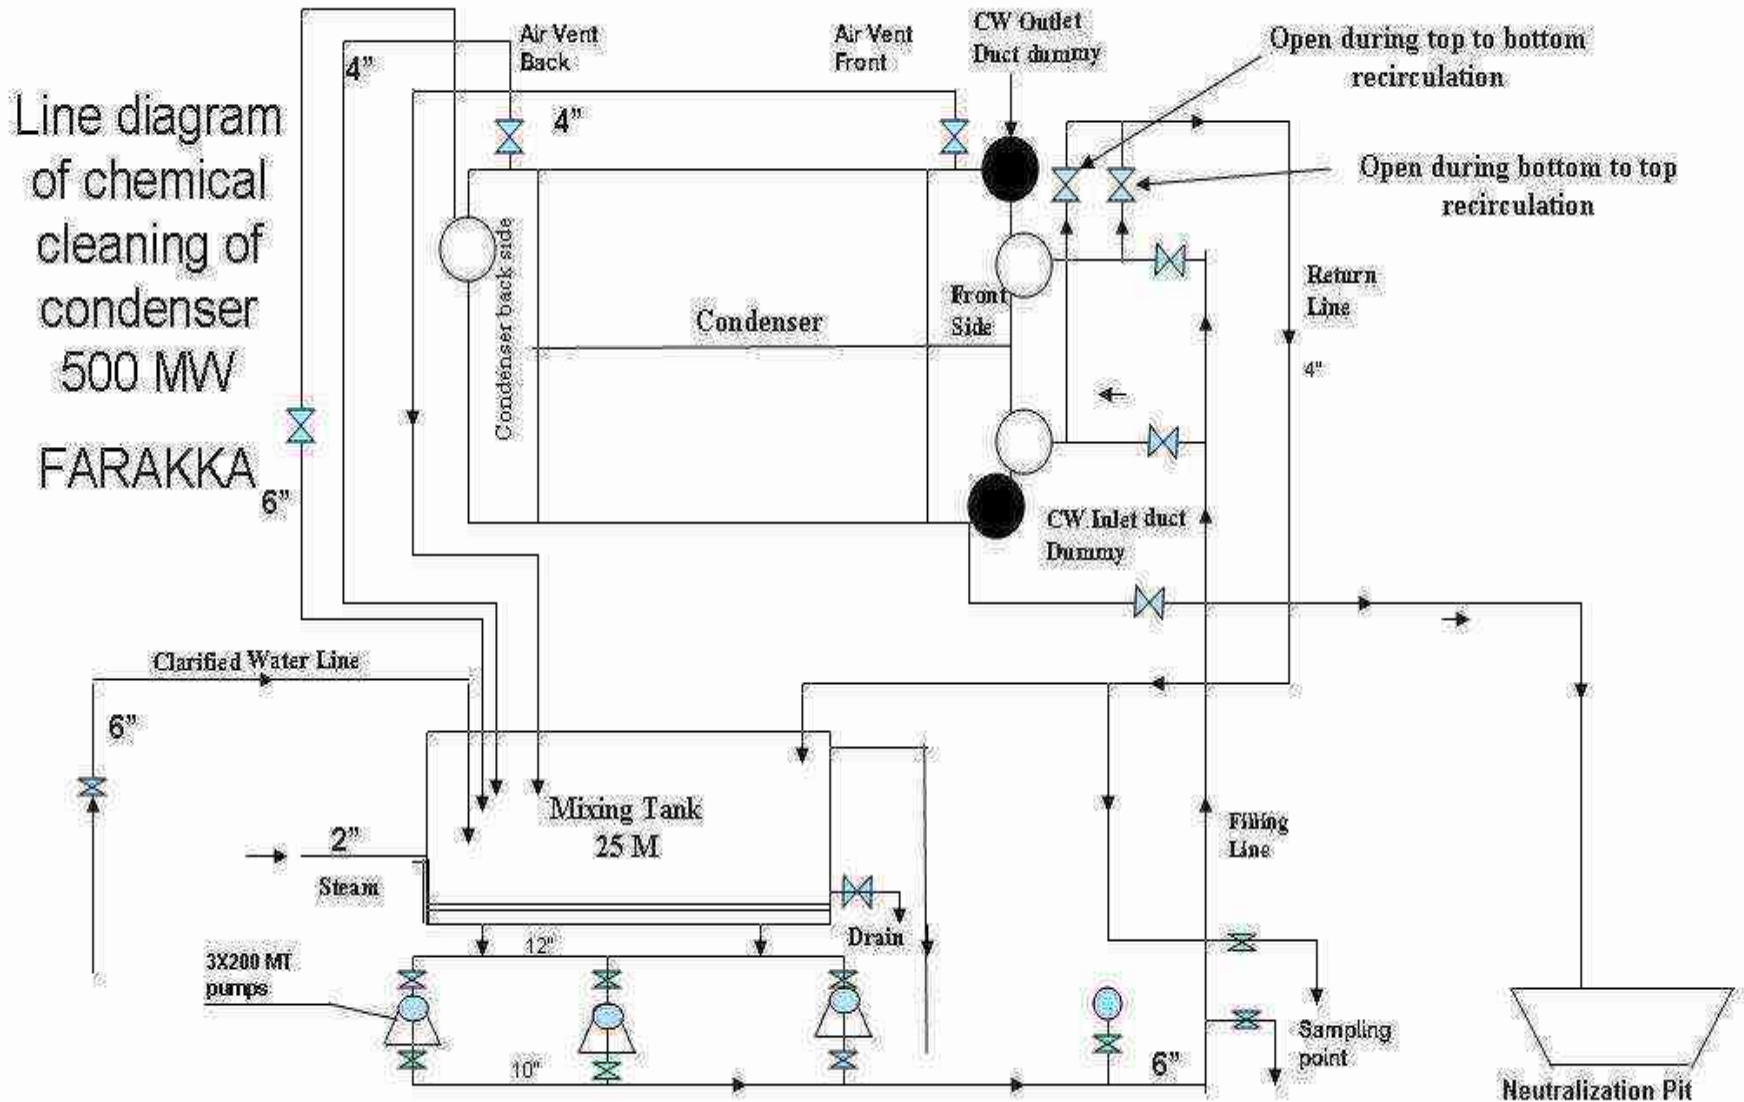 Line diagram
of chemical
cleaning of
condenser
500 MW
FARAKKA
4”
Air Vent
Back
4”
Air Vent
Front
CW Outlet
Duct dummy
Open during top to bottom
recirculation
Open during bottom to top
recirculation
Condenser back side
Condenser
Front
Side
Return
Line
4"
6”
CW Inlet duct
Dummy
Clarified Water Line
6”
Mixing Tank
25 M
2”
Steam
Filling
Line
Drain
12"
3X200 MT
pumps
10"
6”
Sampling
point
Neutralization Pit